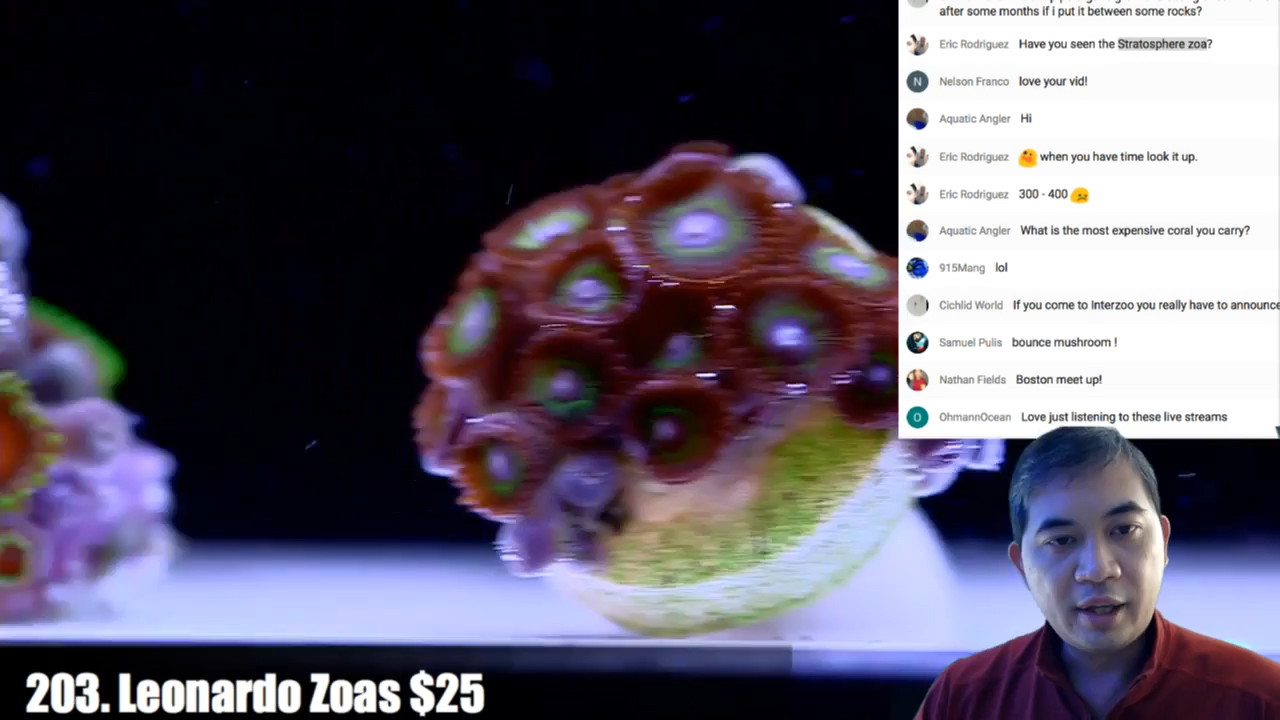 after some months if i put it between some rocks?
Eric Rodriguez Have you seen the Stratosphere zoa?
N Nelson Franco love your vid!
Aquatic Angler Hi
Eric Rodriguez when you have time look it up.
Eric Rodriguez 300 - 400
Aquatic Angler What is the most expensive coral you carry?
915Mang lol
Cichlid World If you come to Interzoo you really have to announce
Samuel Pulis bounce mushroom !
Nathan Fields Boston meet up!
O OhmannOcean Love just listening to these live streams
203. Leonardo Zoas $25